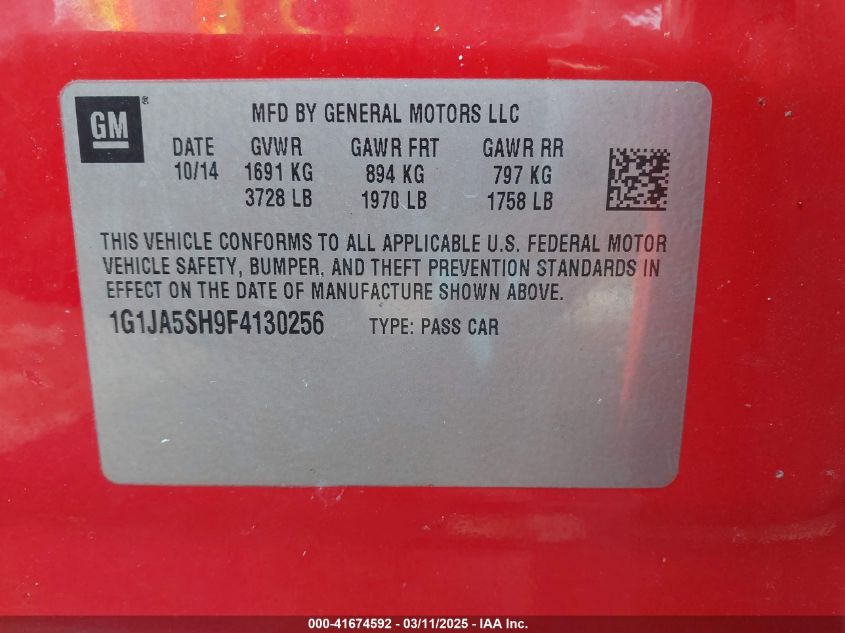 GM®
MFD BY GENERAL MOTORS LLC
DATE GVWR GAWR FRT GAWR RR
10/14 1691 KG 894 KG 797 KG
3728 LB 1970 LB 1758 LB
THIS VEHICLE CONFORMS TO ALL APPLICABLE U.S. FEDERAL MOTOR
VEHICLE SAFETY, BUMPER, AND THEFT PREVENTION STANDARDS IN
EFFECT ON THE DATE OF MANUFACTURE SHOWN ABOVE.
1G1JA5SH9F4130256 TYPE: PASS CAR
000-41674592 - 03/11/2025 - IAA Inc.